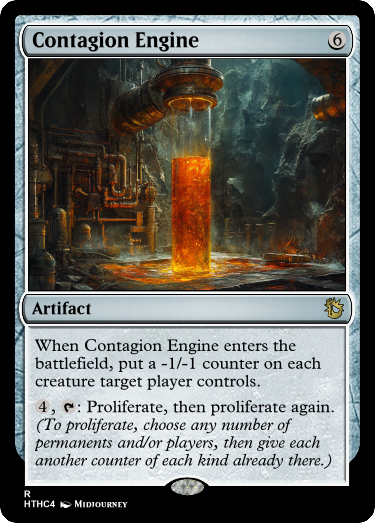 Contagion Engine 6
Artifact
When Contagion Engine enters the
battlefield, put a -1/-1 counter on each
creature target player controls.
4, : Proliferate, then proliferate again.
(To proliferate, choose any number of
permanents and/or players, then give each
another counter of each kind already there.)
R
HTHC4 Midjourney